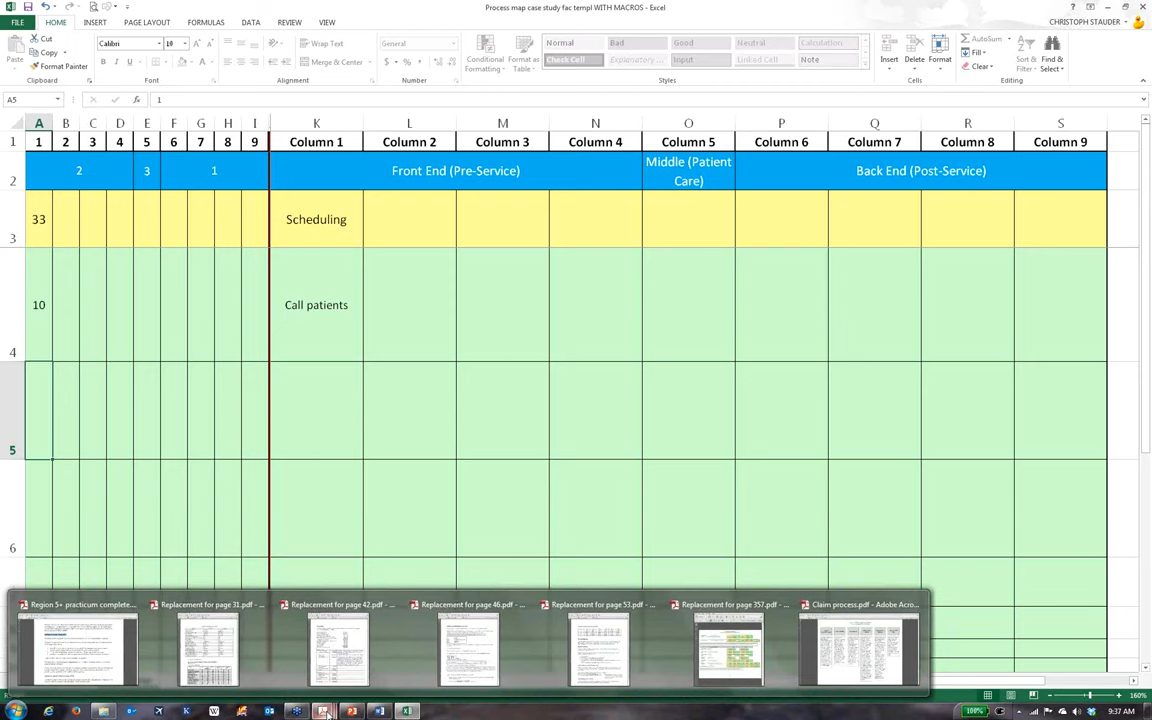 Process map case study fac templ WITH MACROS - Excel
FILE HOME INSERT PAGE LAYOUT FORMULAS DATA REVIEW VIEW CHRISTOPH STAUDER
Paste Cut Copy Format Painter Clipboard
Calibri 10 B I U Font
Wrap Text Merge & Center Alignment
General $ % , Number
Conditional Formatting Format as Table
Normal Bad Good Neutral Calculation
Check Cell Explanatory ... Input Linked Cell Note
Styles
Insert Delete Format Cells
AutoSum Fill Clear Sort & Filter Find & Select Editing
A5 fx 1
A B C D E F G H I K L M N O P Q R S
1 1 2 3 4 5 6 7 8 9 Column 1 Column 2 Column 3 Column 4 Column 5 Column 6 Column 7 Column 8 Column 9
2 2 3 1 Front End (Pre-Service) Middle (Patient Care) Back End (Post-Service)
3 33 Scheduling
4 10 Call patients
5
6
Region 5+ practicum complete... Replacement for page 31.pdf - ... Replacement for page 42.pdf - ... Replacement for page 46.pdf - ... Replacement for page 53.pdf - ... Replacement for page 357.pdf - ... Claim process.pdf - Adobe Acro...
160%
100% 9:37 AM